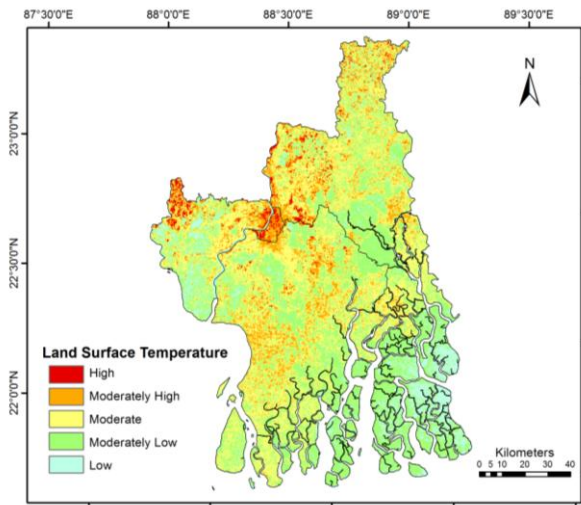 87°30'0"E 88°0'0"E 88°30'0"E 89°0'0"E 89°30'0"E
N
23°0'0"N
22°30'0"N
22°0'0"N
Land Surface Temperature
High
Moderately High
Moderate
Moderately Low
Low
Kilometers
0 5 10 20 30 40